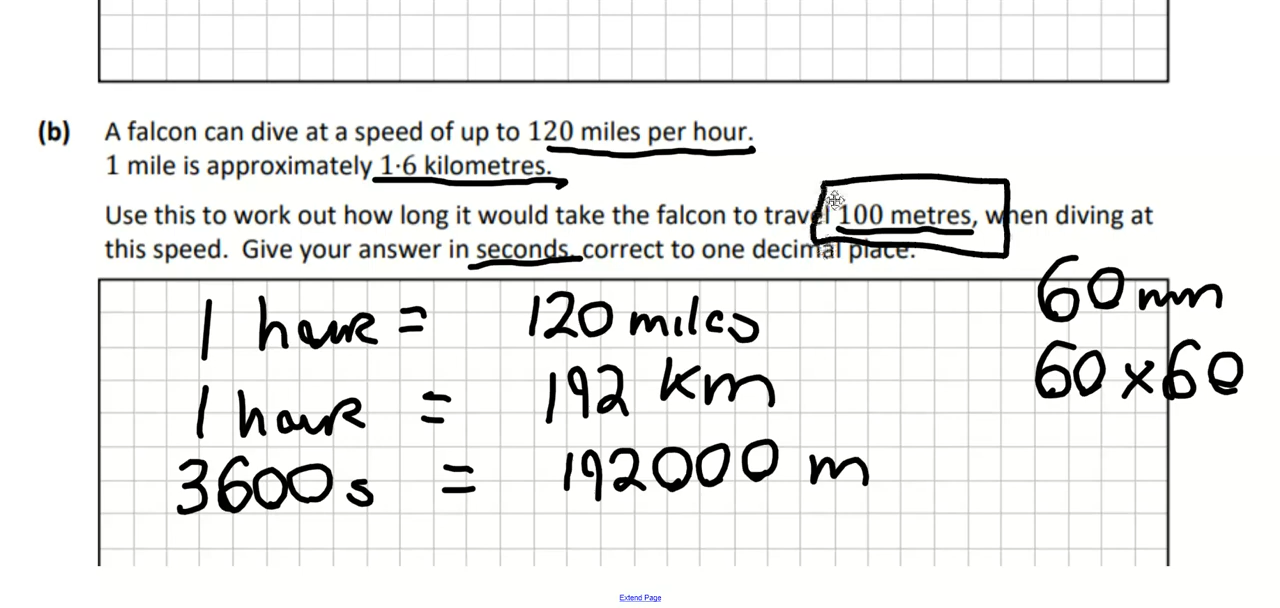 (b) A falcon can dive at a speed of up to 120 miles per hour.
1 mile is approximately 1·6 kilometres.
Use this to work out how long it would take the falcon to travel 100 metres, when diving at
this speed. Give your answer in seconds, correct to one decimal place.
1 hour = 120 miles
60 min
1 hour = 192 km
60 × 60
3600 s = 192000 m
Extend Page